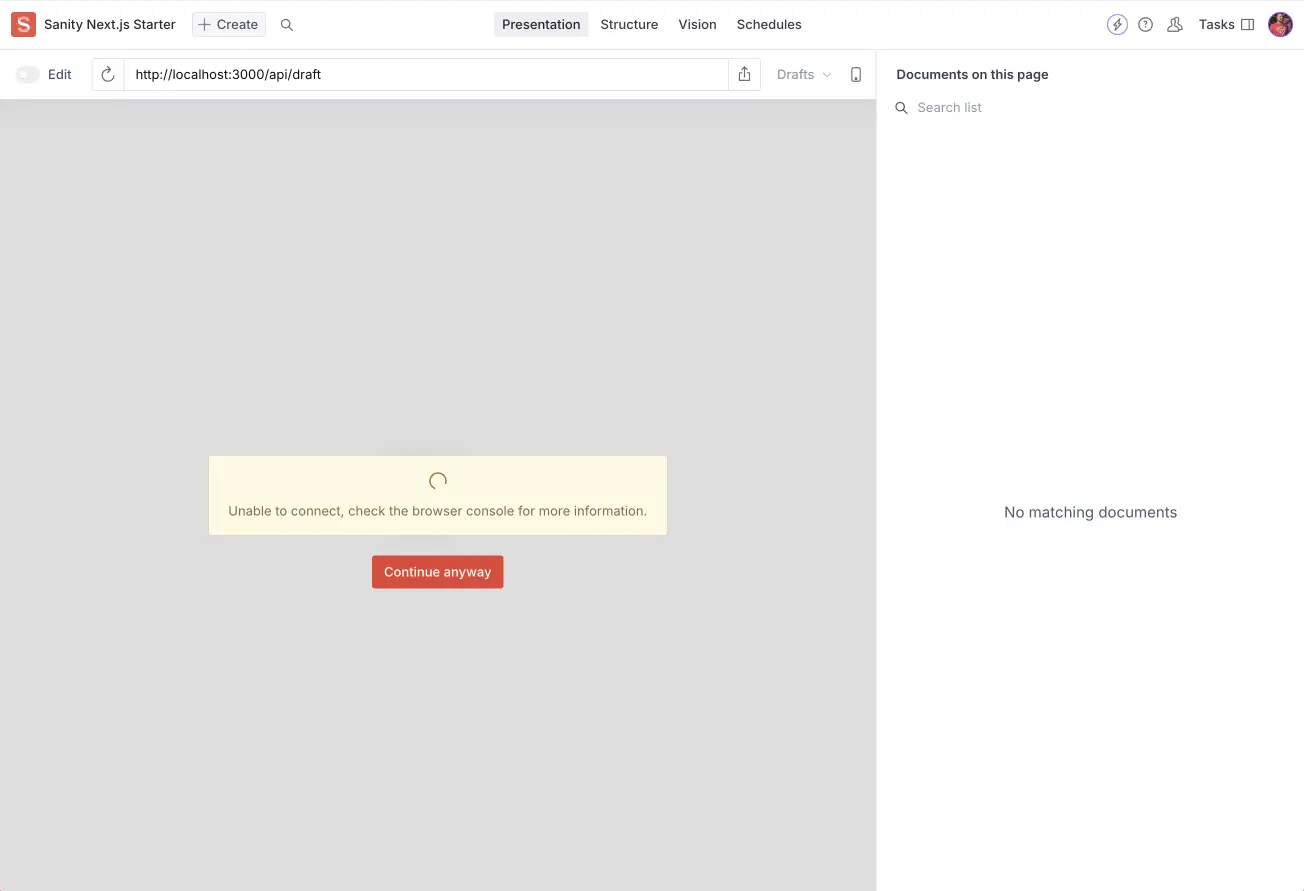 S Sanity Next.js Starter + Create Presentation Structure Vision Schedules Tasks
Edit http://localhost:3000/api/draft Drafts
Documents on this page
Search list
Unable to connect, check the browser console for more information.
Continue anyway
No matching documents